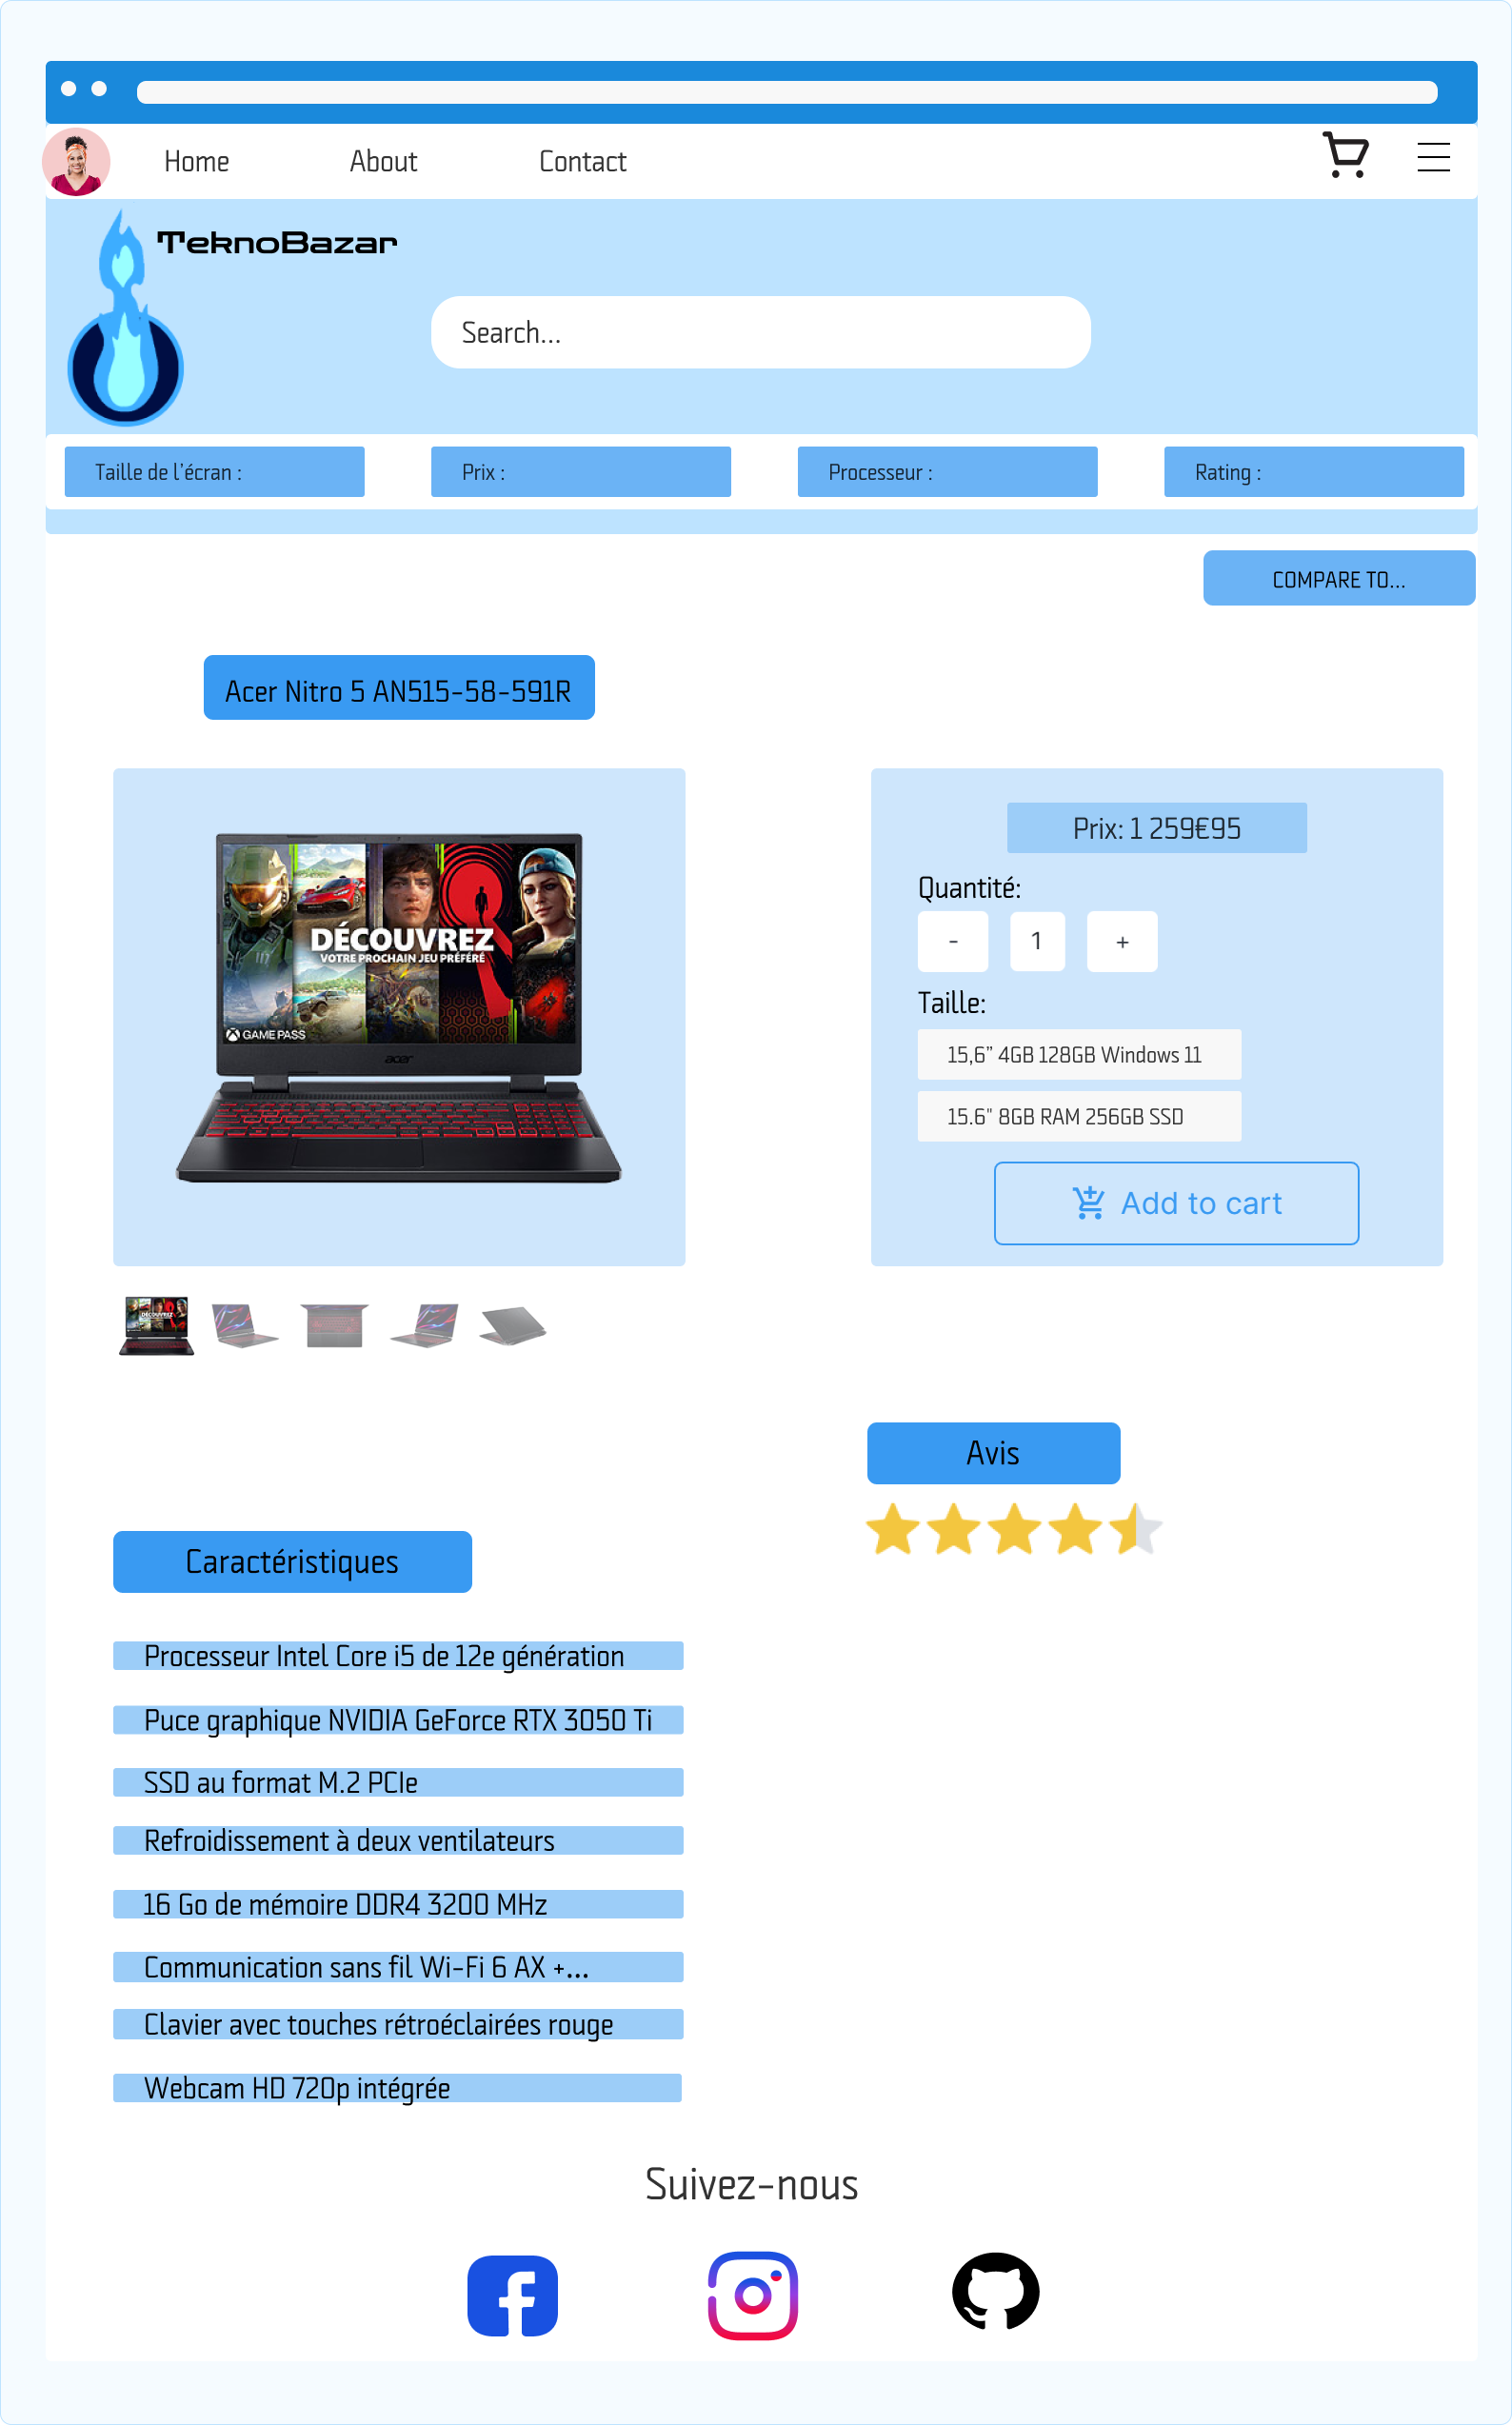 Home About Contact
TeknoBazar
Search...
Taille de l'écran : Prix : Processeur : Rating :
COMPARE TO...
Acer Nitro 5 AN515-58-591R
DÉCOUVREZ
VOTRE PROCHAIN JEU PRÉFÉRÉ
GAME PASS
acer
Prix: 1 259€95
Quantité:
- 1 +
Taille:
15,6” 4GB 128GB Windows 11
15.6" 8GB RAM 256GB SSD
Add to cart
DÉCOUVREZ
Avis
Caractéristiques
Processeur Intel Core i5 de 12e génération
Puce graphique NVIDIA GeForce RTX 3050 Ti
SSD au format M.2 PCIe
Refroidissement à deux ventilateurs
16 Go de mémoire DDR4 3200 MHz
Communication sans fil Wi-Fi 6 AX +...
Clavier avec touches rétroéclairées rouge
Webcam HD 720p intégrée
Suivez-nous